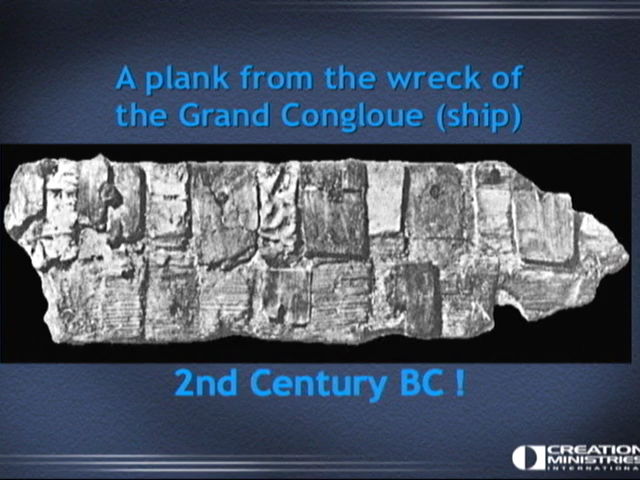 A plank from the wreck of
the Grand Congloue (ship)
2nd Century BC !
CREATION
MINISTRIES
INTERNATIONAL